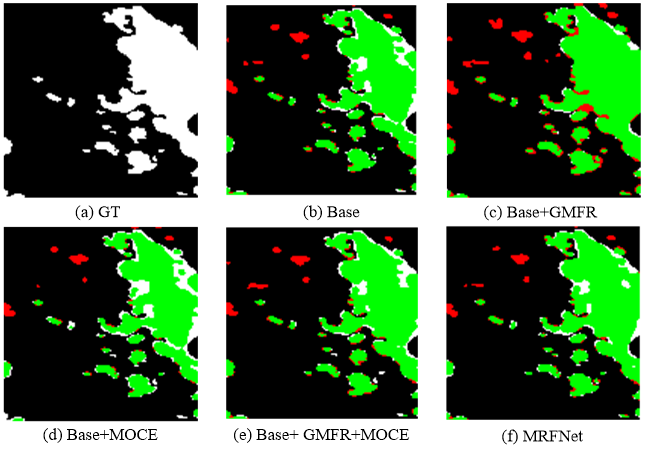 (a) GT
(b) Base
(c) Base+GMFR
(d) Base+MOCE
(e) Base+ GMFR+MOCE
(f) MRFNet